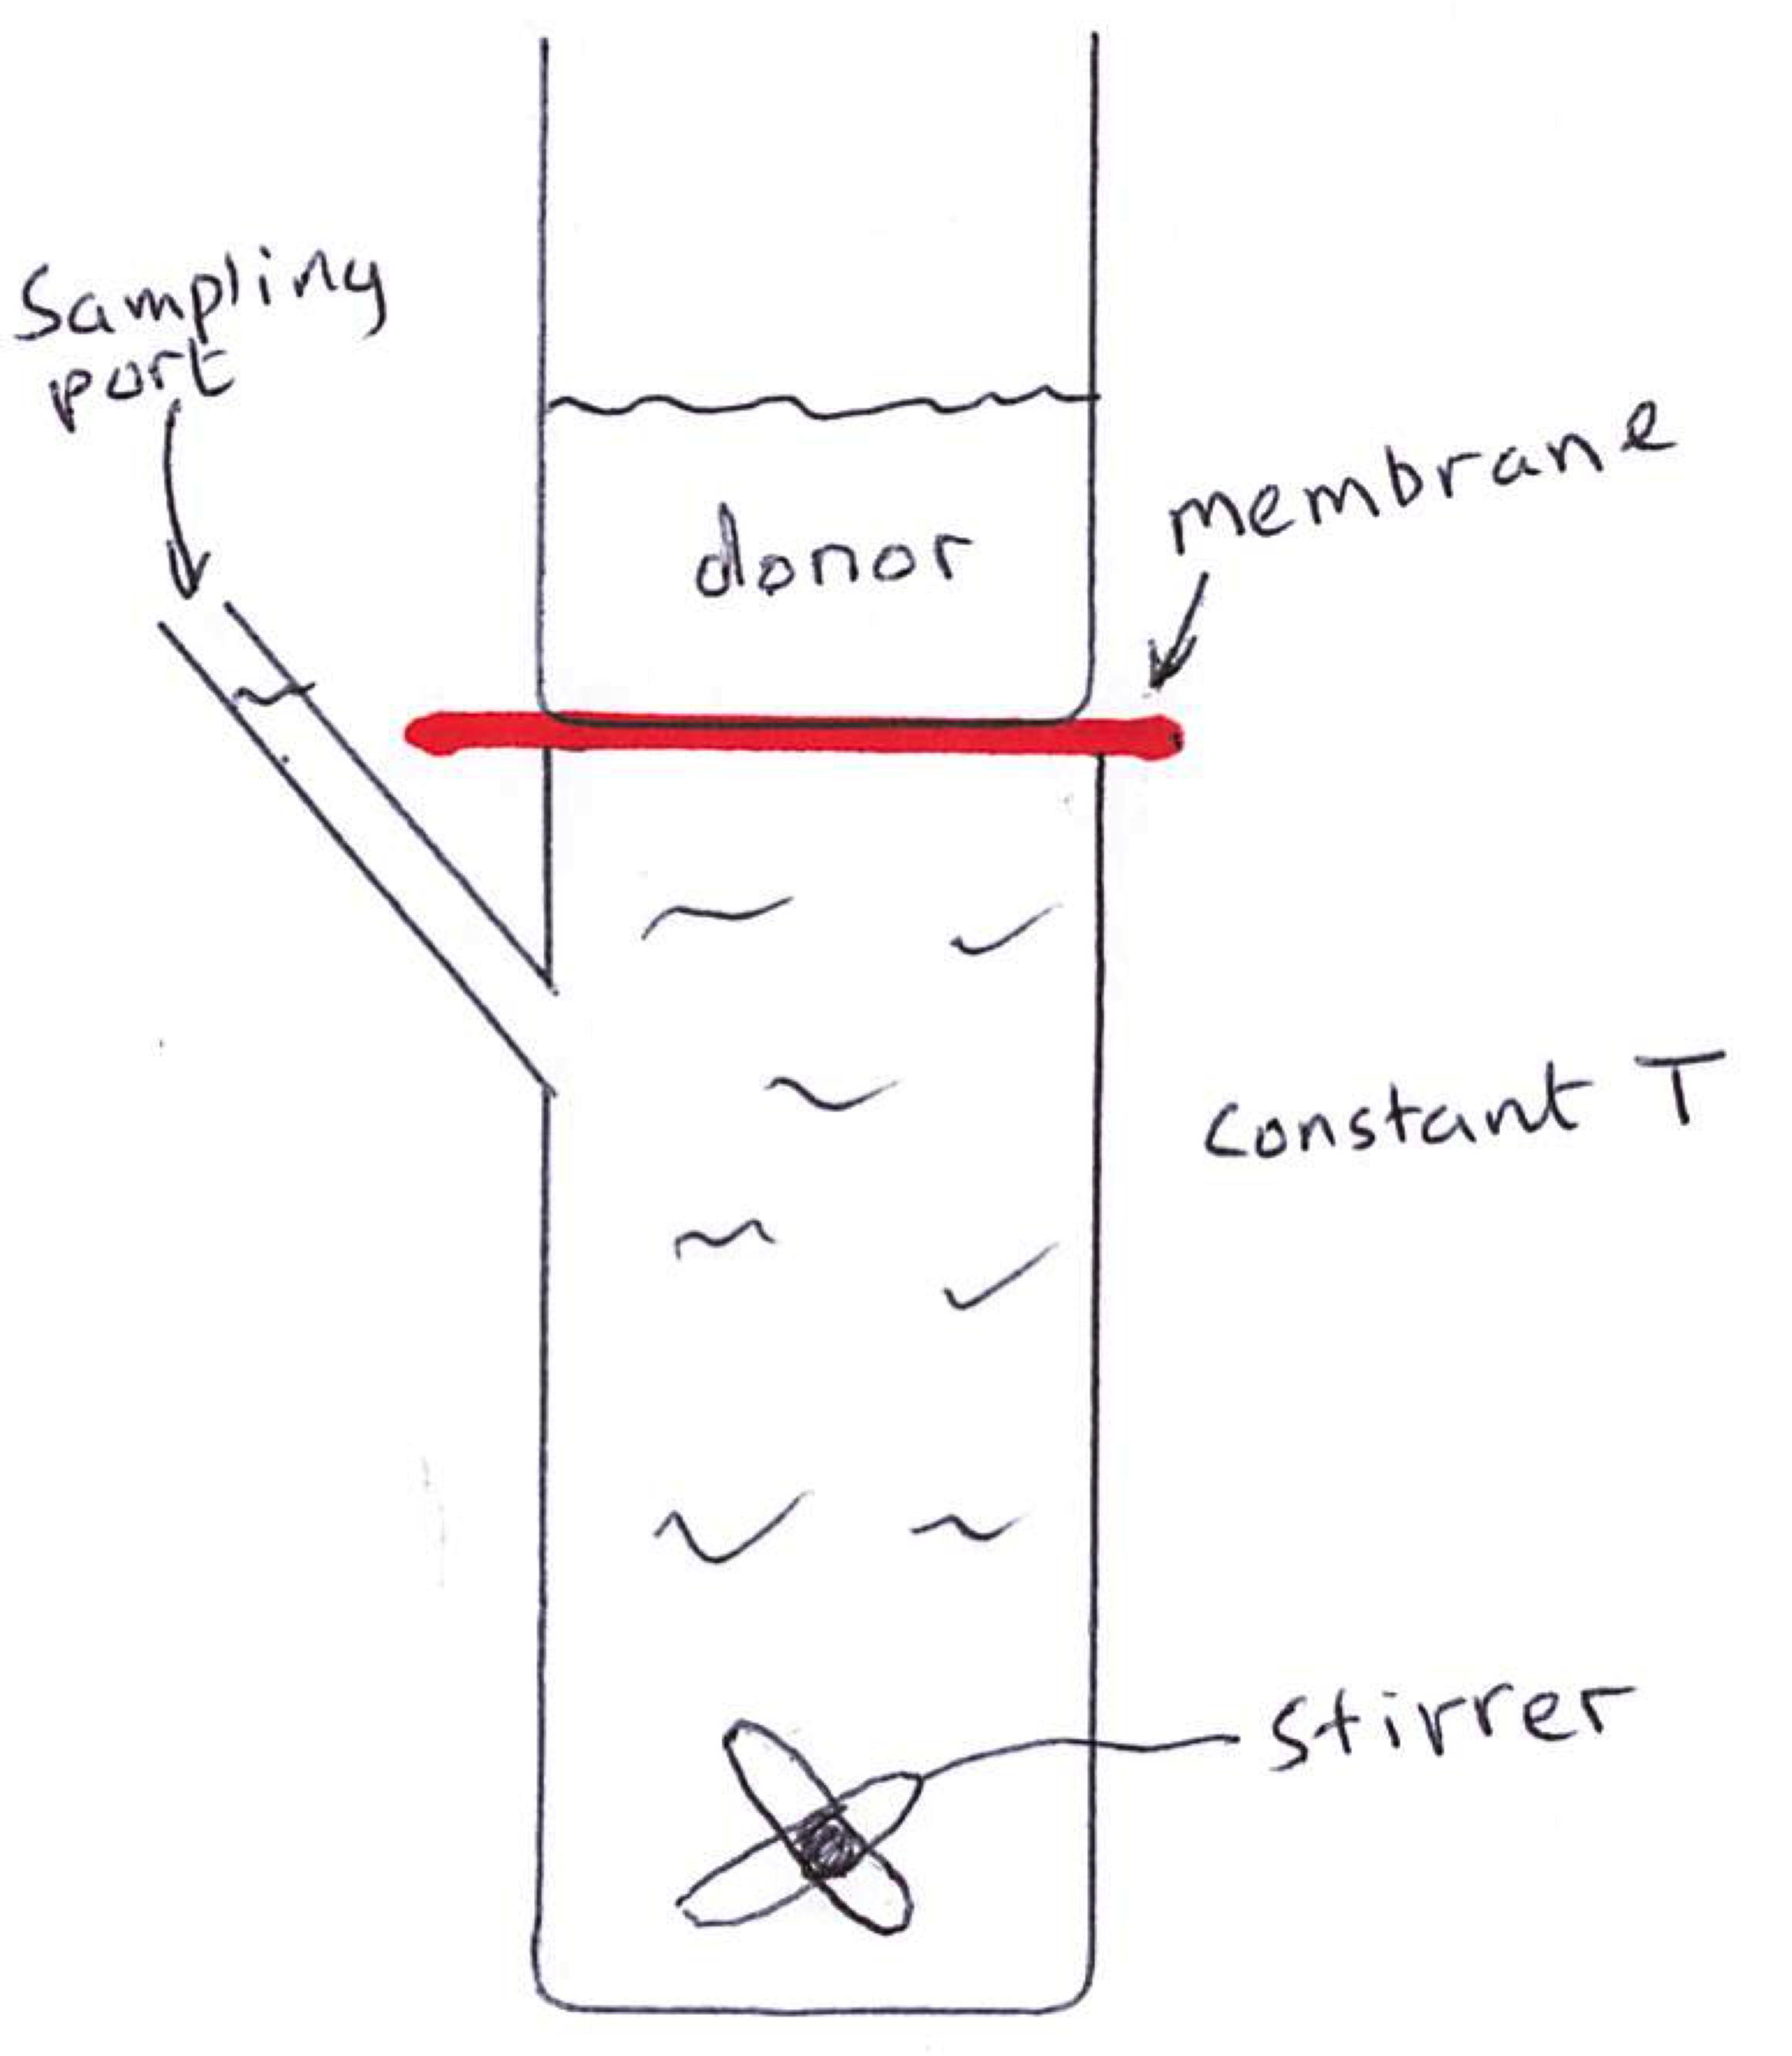 Sampling
port
donor
membrane
Constant T
Stirrer